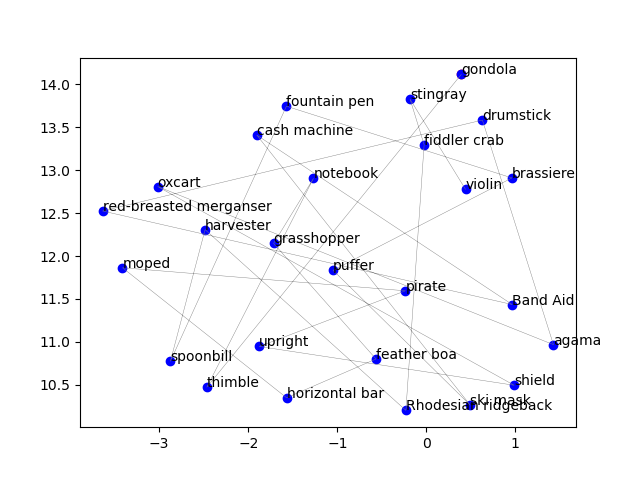 14.0
13.5
13.0
12.5
12.0
11.5
11.0
10.5
gondola
stingray
fountain pen
drumstick
cash machine
fiddler crab
notebook
brassiere
oxcart
violin
red-breasted merganser
harvester
grasshopper
moped
puffer
pirate
Band Aid
upright
agama
spoonbill
feather boa
thimble
shield
horizontal bar
ski mask
Rhodesian ridgeback
−3
−2
−1
0
1